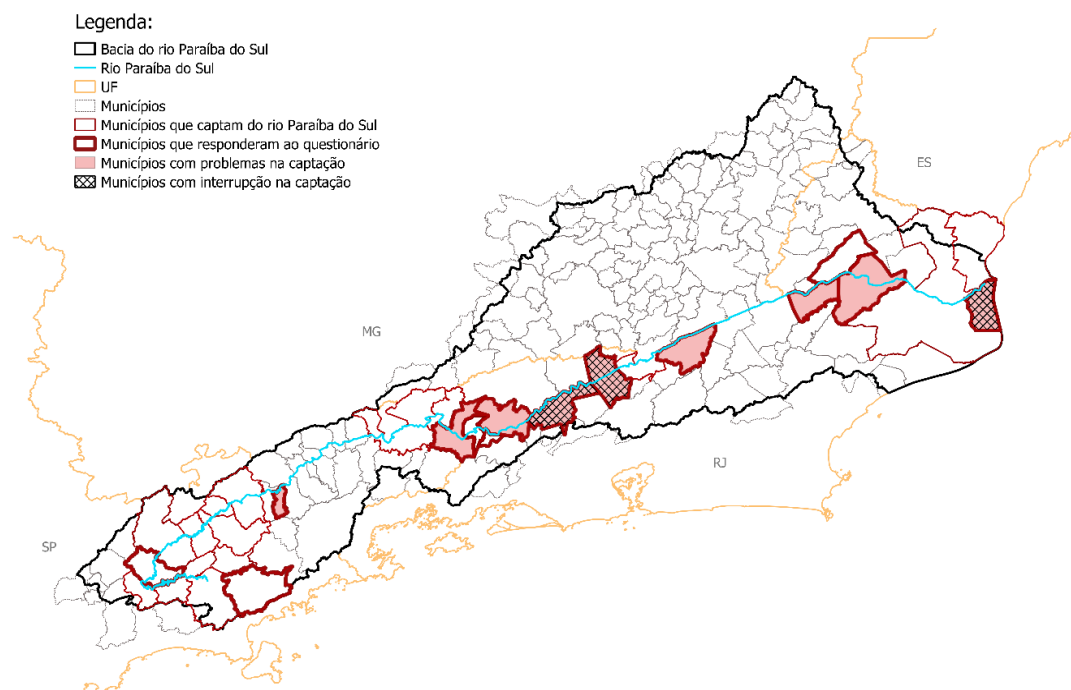 Legenda:
Bacia do rio Paraíba do Sul
Rio Paraíba do Sul
UF
Municípios
Municípios que captam do rio Paraíba do Sul
Municípios que responderam ao questionário
Municípios com problemas na captação
Municípios com interrupção na captação
ES
MG
RJ
SP